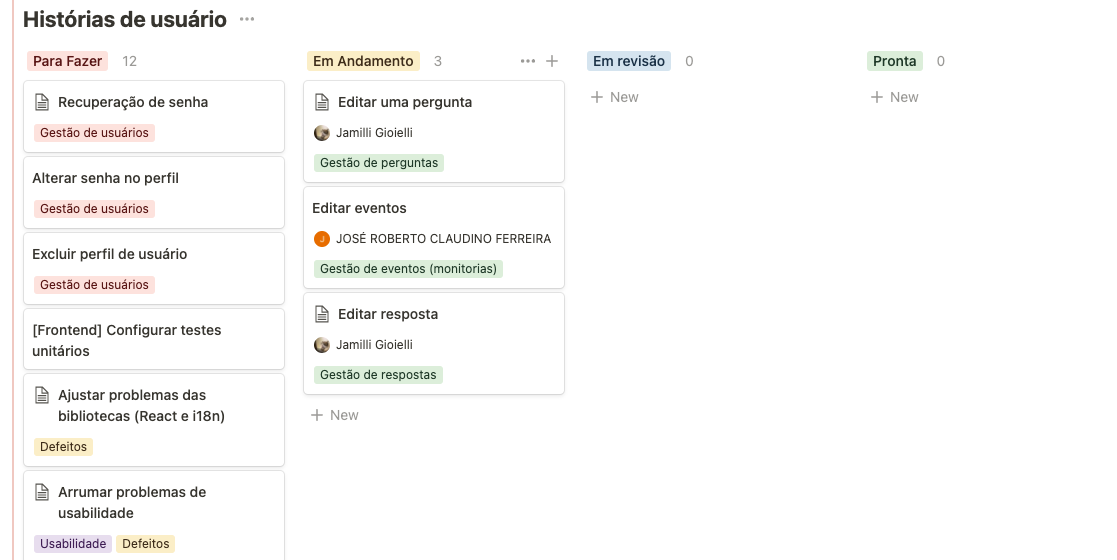 Histórias de usuário
Para Fazer 12
Recuperação de senha
Gestão de usuários
Alterar senha no perfil
Gestão de usuários
Excluir perfil de usuário
Gestão de usuários
[Frontend] Configurar testes
unitários
Ajustar problemas das
bibliotecas (React e i18n)
Defeitos
Arrumar problemas de
usabilidade
Usabilidade Defeitos
Em Andamento 3
Editar uma pergunta
Jamilli Gioielli
Gestão de perguntas
Editar eventos
J JOSÉ ROBERTO CLAUDINO FERREIRA
Gestão de eventos (monitorias)
Editar resposta
Jamilli Gioielli
Gestão de respostas
New
Em revisão 0
New
Pronta 0
New